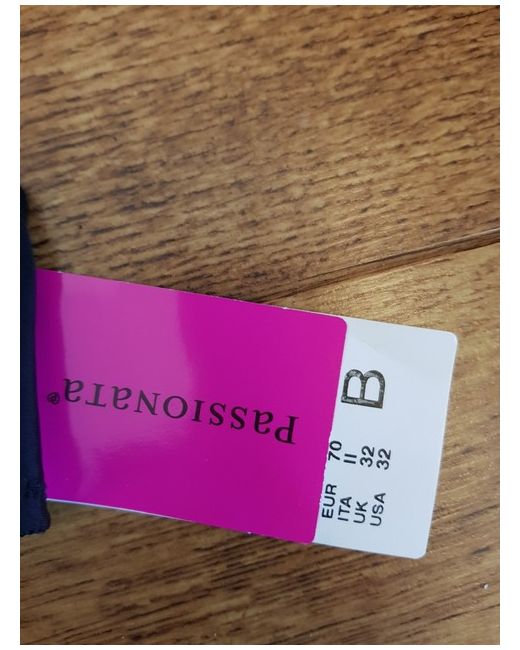 PassIONaTa®
B
EUR 70
ITA II
UK 32
USA 32